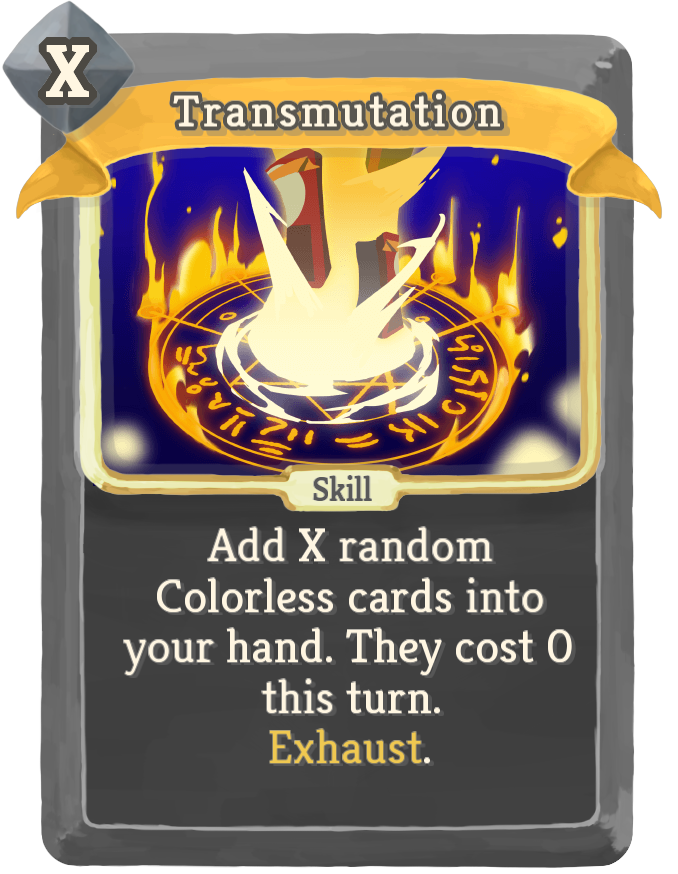 X
Transmutation
Skill
Add X random
Colorless cards into
your hand. They cost 0
this turn.
Exhaust.